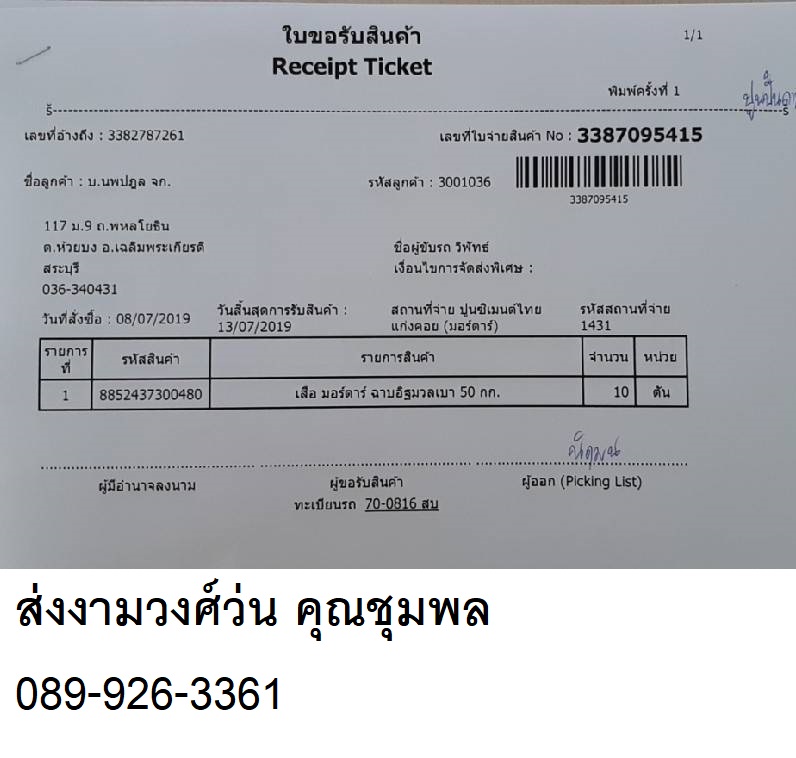 ใบขอรับสินค้า
1/1
Receipt Ticket
พิมพ์ครั้งที่ 1
เลขที่อ้างถึง : 3382787261
เลขที่ใบจ่ายสินค้า No : 3387095415
ชื่อลูกค้า : บ.นพปฎล จก.
รหัสลูกค้า : 3001036
3387095415
117 ม.9 ถ.พหลโยธิน
ต.ห้วยบง อ.เฉลิมพระเกียรติ
ชื่อผู้ขับรถ วิพัทธ์
สระบุรี
เงื่อนไขการจัดส่งพิเศษ :
036-340431
วันที่สั่งซื้อ : 08/07/2019
วันสิ้นสุดการรับสินค้า :
13/07/2019
สถานที่จ่าย ปูนซิเมนต์ไทย
แก่งคอย (มอร์ตาร์)
รหัสสถานที่จ่าย
1431
รายการ
ที่
รหัสสินค้า
รายการสินค้า
จำนวน
หน่วย
1 8852437300480 เสือ มอร์ตาร์ ฉาบอิฐมวลเบา 50 กก. 10 ตัน
ผู้มีอำนาจลงนาม
ผู้ขอรับสินค้า
ผู้ออก (Picking List)
ทะเบียนรถ 70-0816 สบ
ส่งงามวงศ์ว่น คุณชุมพล
089-926-3361